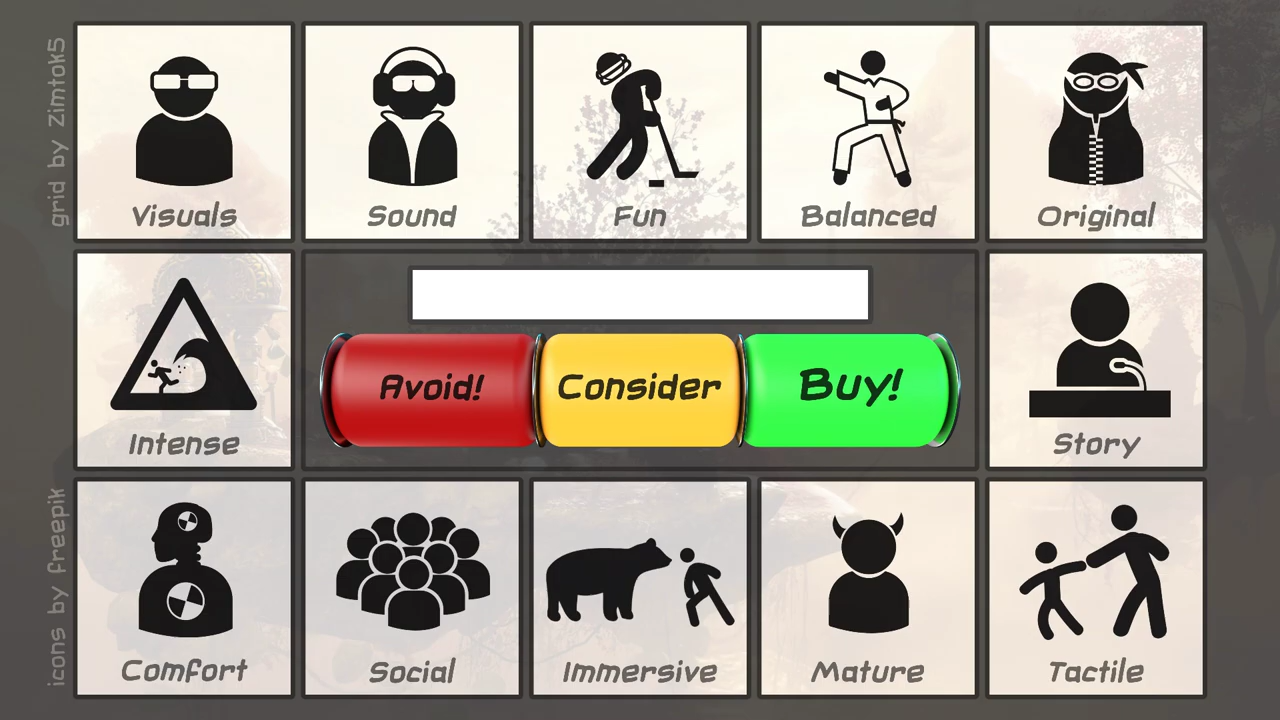 grid by Zimtok5
Visuals
Sound
Fun
Balanced
Original
Intense
Avoid!
Consider
Buy!
Story
icons by freepik
Comfort
Social
Immersive
Mature
Tactile